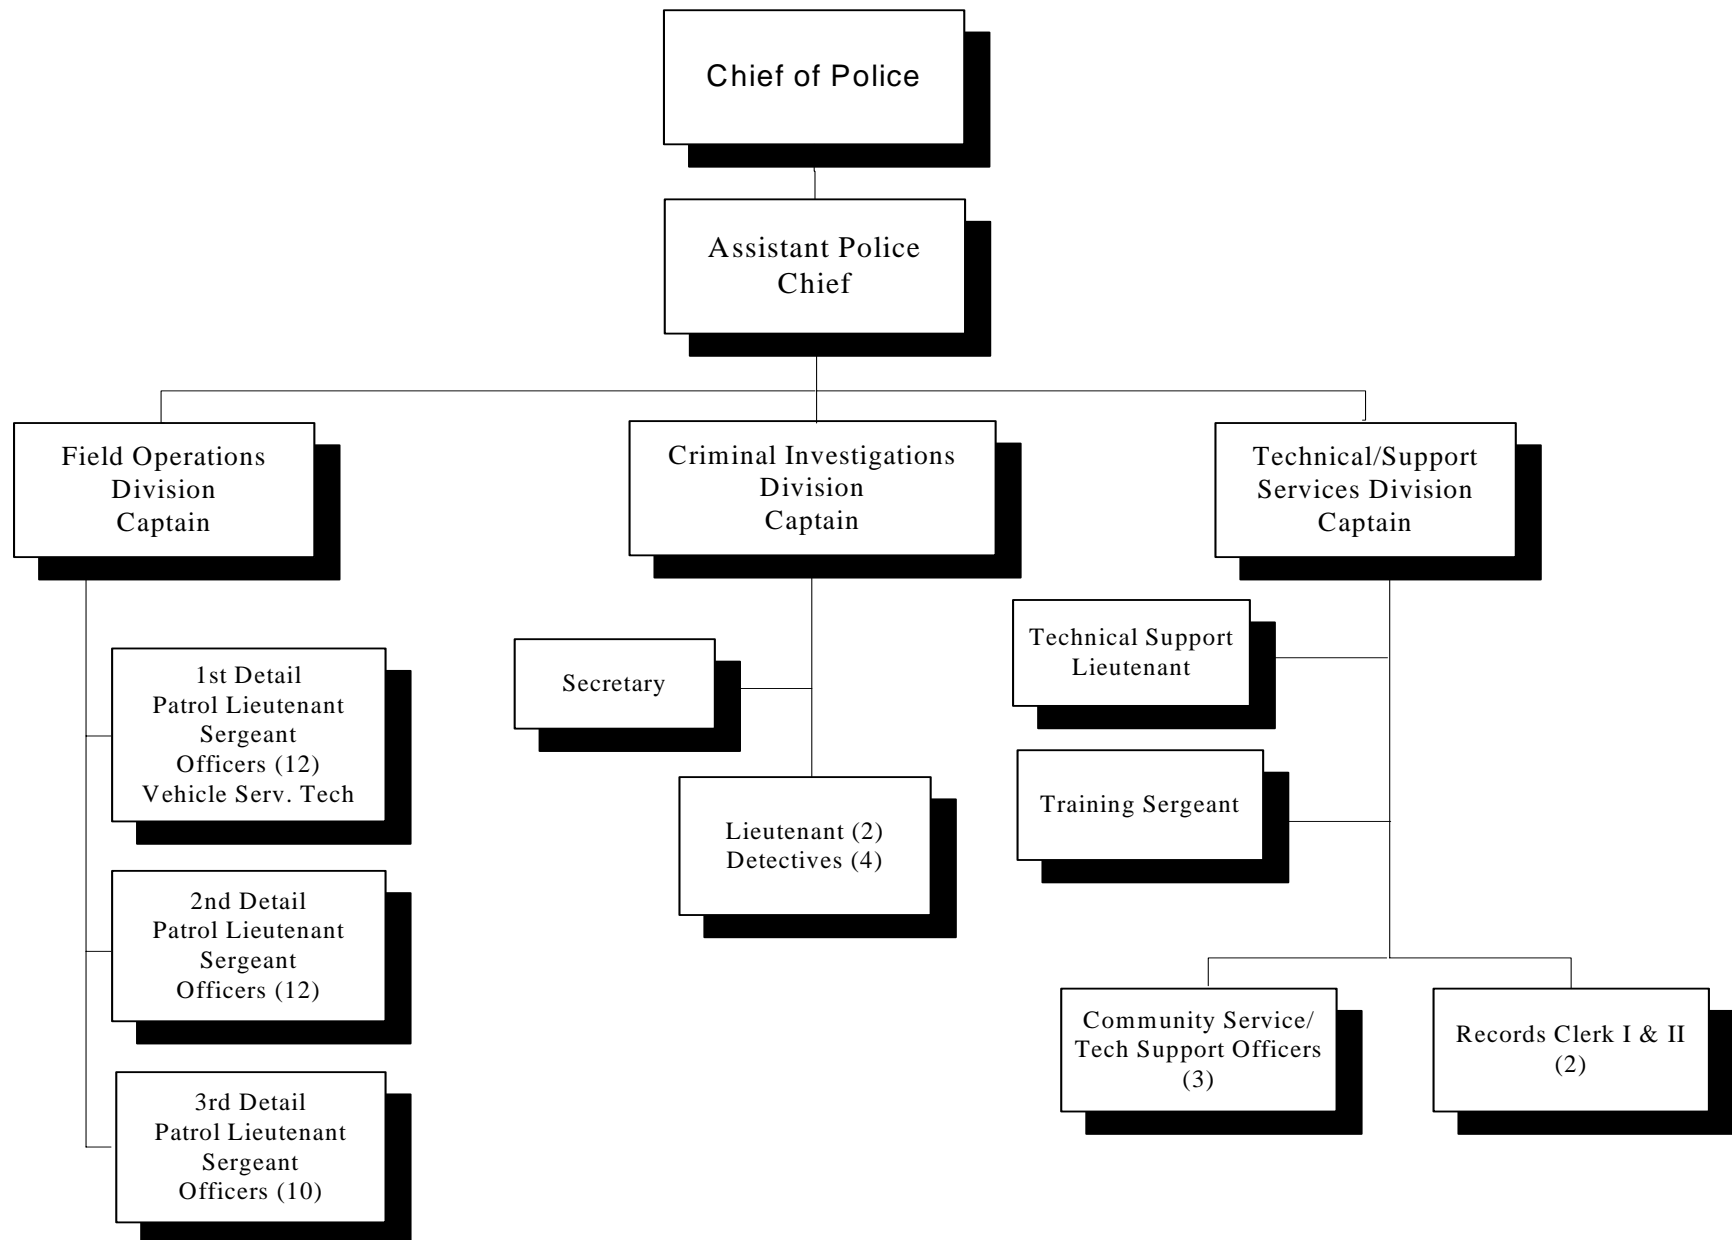 Chief of Police
Assistant Police
Chief
Field Operations
Division
Captain
Criminal Investigations
Division
Captain
Technical/Support
Services Division
Captain
1st Detail
Patrol Lieutenant
Sergeant
Officers (12)
Vehicle Serv. Tech
2nd Detail
Patrol Lieutenant
Sergeant
Officers (12)
3rd Detail
Patrol Lieutenant
Sergeant
Officers (10)
Secretary
Lieutenant (2)
Detectives (4)
Technical Support
Lieutenant
Training Sergeant
Community Service/
Tech Support Officers
(3)
Records Clerk I & II
(2)